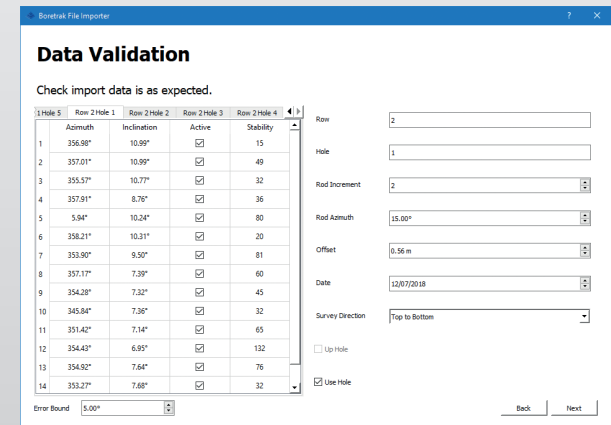 Boretrak File Importer ? ×
Data Validation
Check import data is as expected.
1 Hole 5 Row 2 Hole 1 Row 2 Hole 2 Row 2 Hole 3 Row 2 Hole 4
Azimuth Inclination Active Stability
1 356.98° 10.99° 15
2 357.01° 10.99° 49
3 355.57° 10.77° 32
4 357.91° 8.76° 36
5 5.94° 10.24° 80
6 358.21° 10.31° 20
7 353.90° 9.50° 81
8 357.17° 7.39° 60
9 354.28° 7.32° 45
10 345.84° 7.36° 32
11 351.42° 7.14° 65
12 354.43° 6.95° 132
13 354.92° 7.64° 76
14 353.27° 7.68° 32
Error Bound 5.00°
Row 2
Hole 1
Rod Increment 2
Rod Azimuth 15.00°
Offset 0.56 m
Date 12/07/2018
Survey Direction Top to Bottom
Up Hole
Use Hole
Back Next